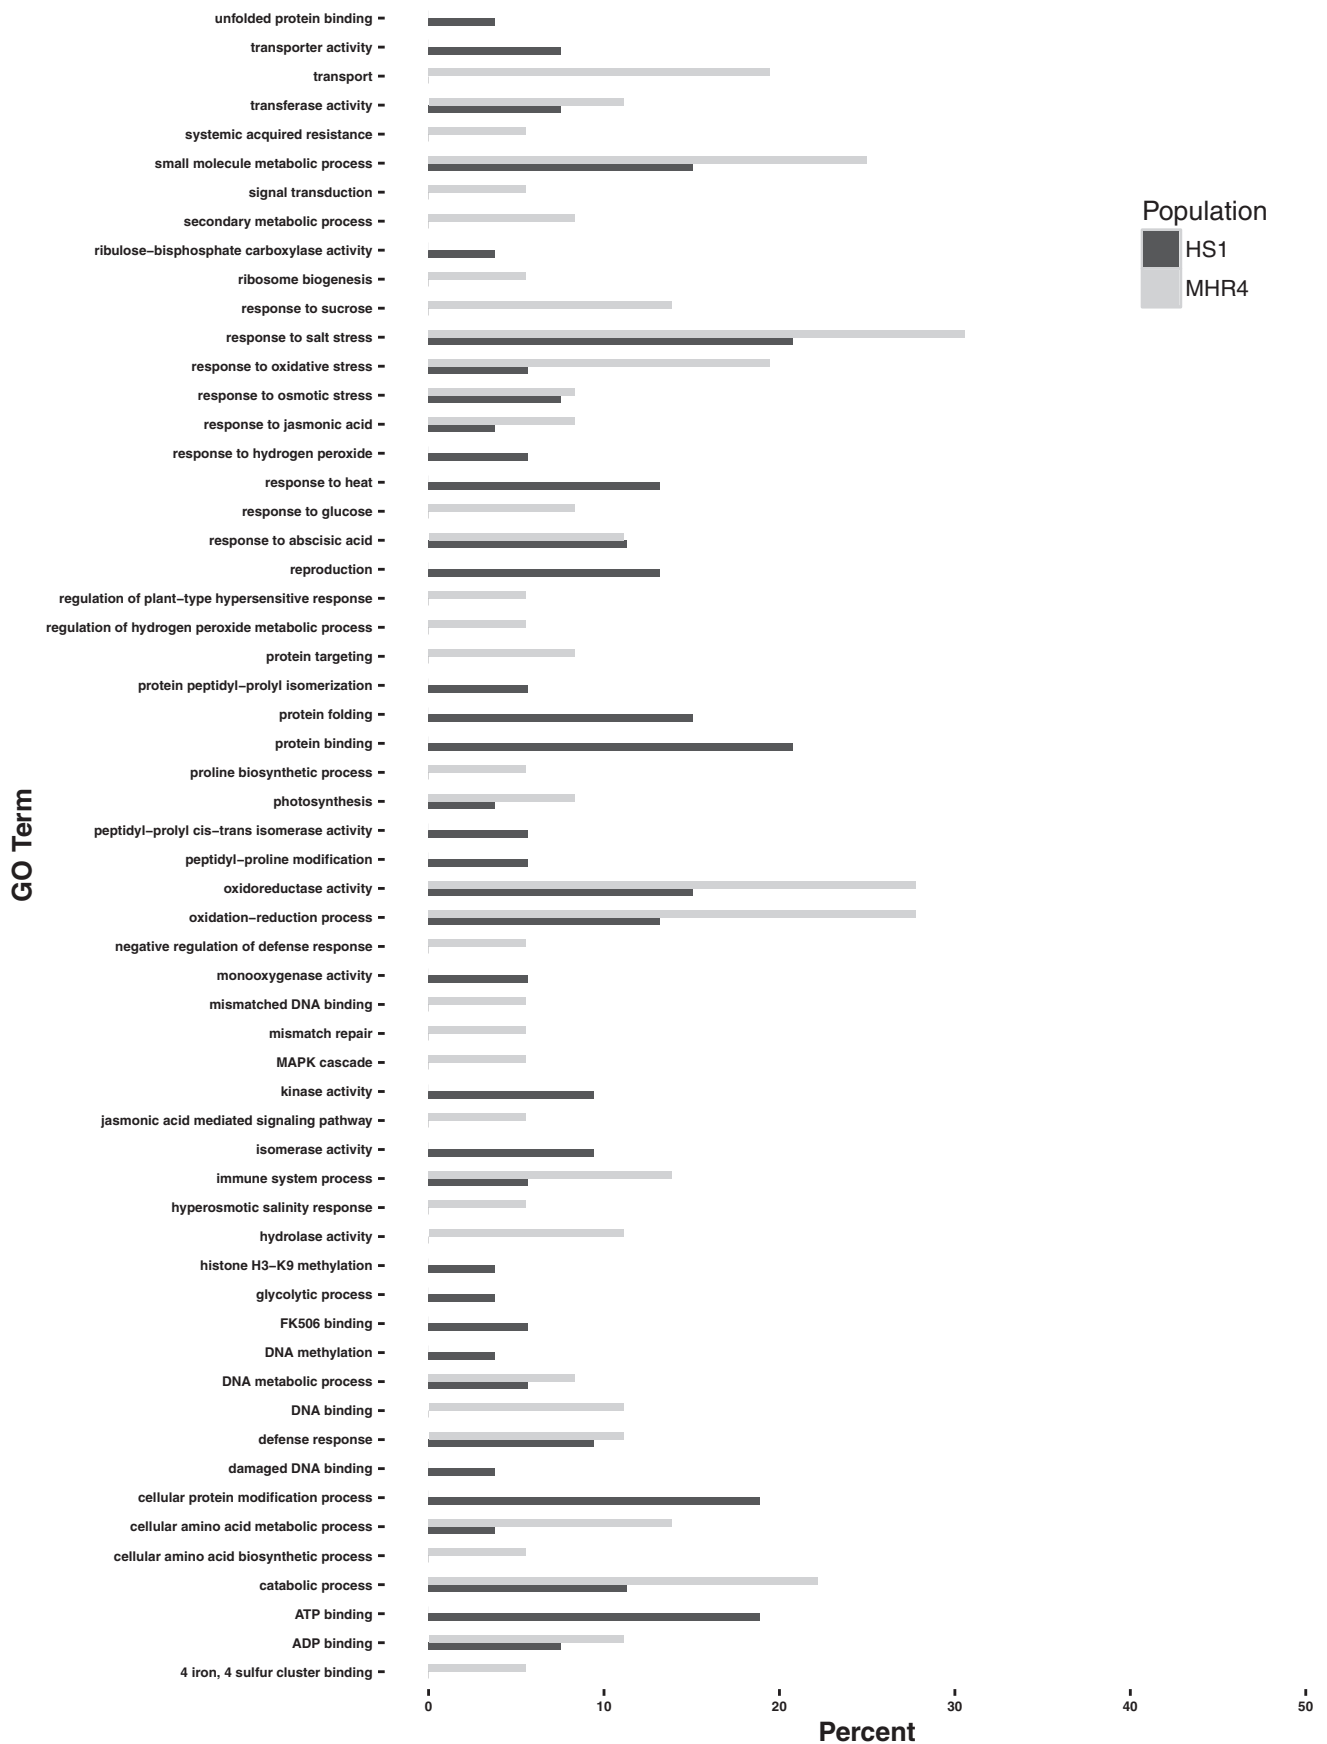 unfolded protein binding
transporter activity
transport
transferase activity
systemic acquired resistance
small molecule metabolic process
signal transduction
secondary metabolic process
ribulose−bisphosphate carboxylase activity
ribosome biogenesis
response to sucrose
response to salt stress
response to oxidative stress
response to osmotic stress
response to jasmonic acid
response to hydrogen peroxide
response to heat
response to glucose
response to abscisic acid
reproduction
regulation of plant−type hypersensitive response
regulation of hydrogen peroxide metabolic process
protein targeting
protein peptidyl−prolyl isomerization
protein folding
protein binding
proline biosynthetic process
photosynthesis
peptidyl−prolyl cis−trans isomerase activity
peptidyl−proline modification
oxidoreductase activity
oxidation−reduction process
negative regulation of defense response
monooxygenase activity
mismatched DNA binding
mismatch repair
MAPK cascade
kinase activity
jasmonic acid mediated signaling pathway
isomerase activity
immune system process
hyperosmotic salinity response
hydrolase activity
histone H3−K9 methylation
glycolytic process
FK506 binding
DNA methylation
DNA metabolic process
DNA binding
defense response
damaged DNA binding
cellular protein modification process
cellular amino acid metabolic process
cellular amino acid biosynthetic process
catabolic process
ATP binding
ADP binding
4 iron, 4 sulfur cluster binding
GO Term
0 10 20 30 40 50
Percent
Population
HS1
MHR4